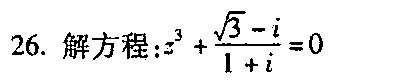 26. 解方程:z³ + (√3 - i)/(1 + i) = 0